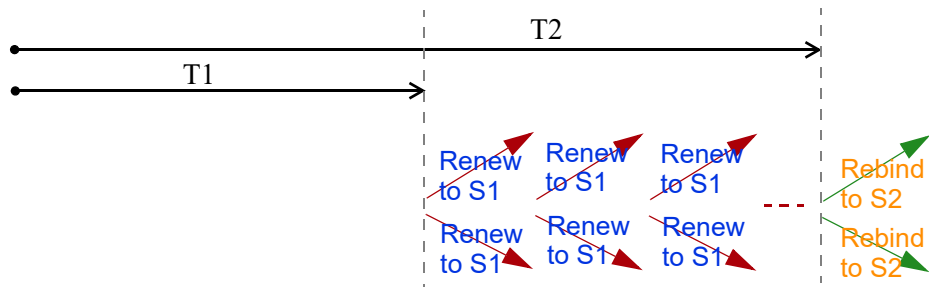 T2
T1
Renew
to S1
Renew
to S1
Renew
to S1
Rebind
to S2
Renew
to S1
Renew
to S1
Renew
to S1
Rebind
to S2